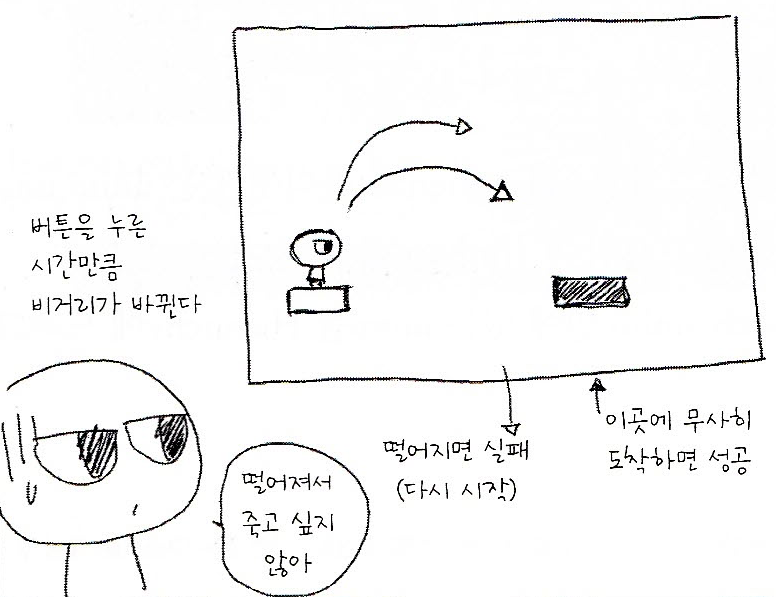 버튼을 누른
시간만큼
비거리가 바뀐다
떨어지면 실패
(다시 시작)
이곳에 무사히
도착하면 성공
떨어져서
죽고 싶지
않아